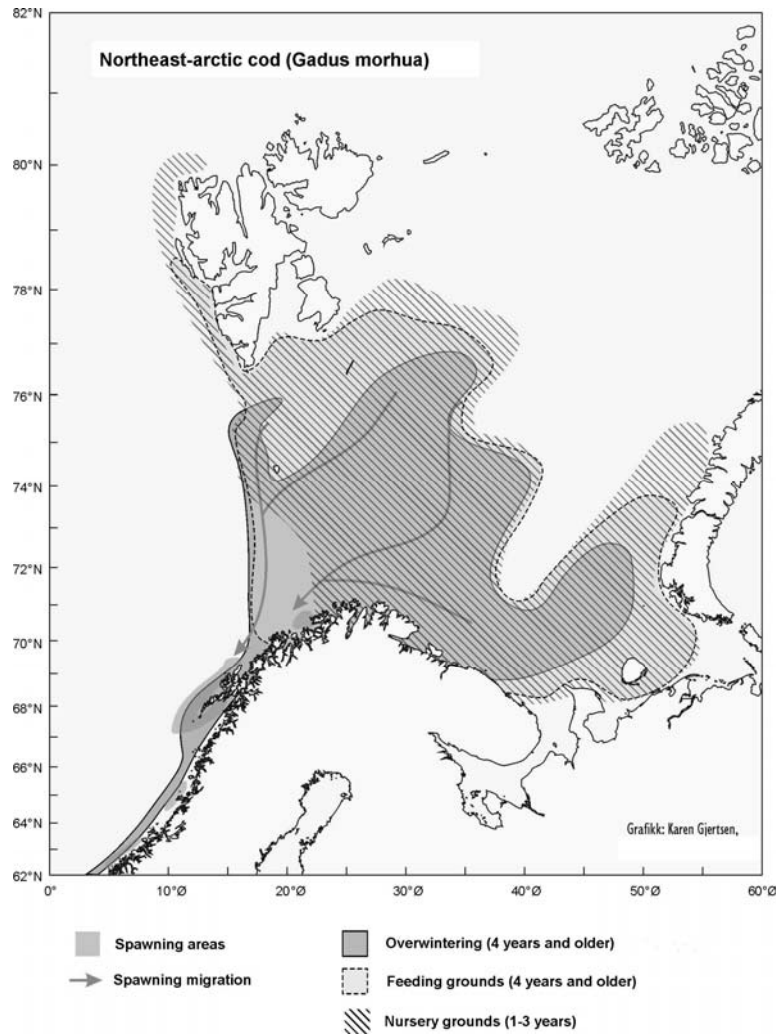 82°N
Northeast-arctic cod (Gadus morhua)
80°N
78°N
76°N
74°N
72°N
70°N
68°N
66°N
64°N
Grafikk: Karen Gjertsen,
62°N
0° 10°Ø 20°Ø 30°Ø 40°Ø 50°Ø 60°Ø
Spawning areas
Overwintering (4 years and older)
Spawning migration
Feeding grounds (4 years and older)
Nursery grounds (1-3 years)